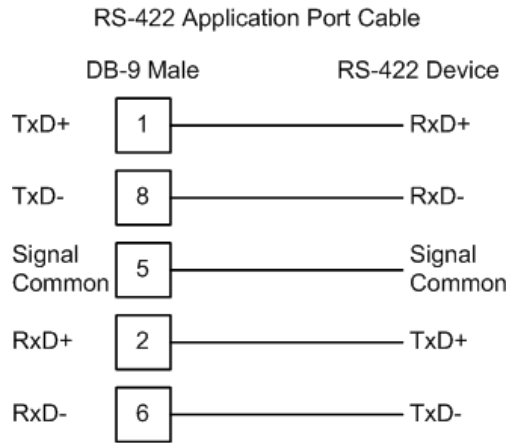 RS-422 Application Port Cable
DB-9 Male RS-422 Device
TxD+ 1 RxD+
TxD- 8 RxD-
Signal Common 5 Signal Common
RxD+ 2 TxD+
RxD- 6 TxD-